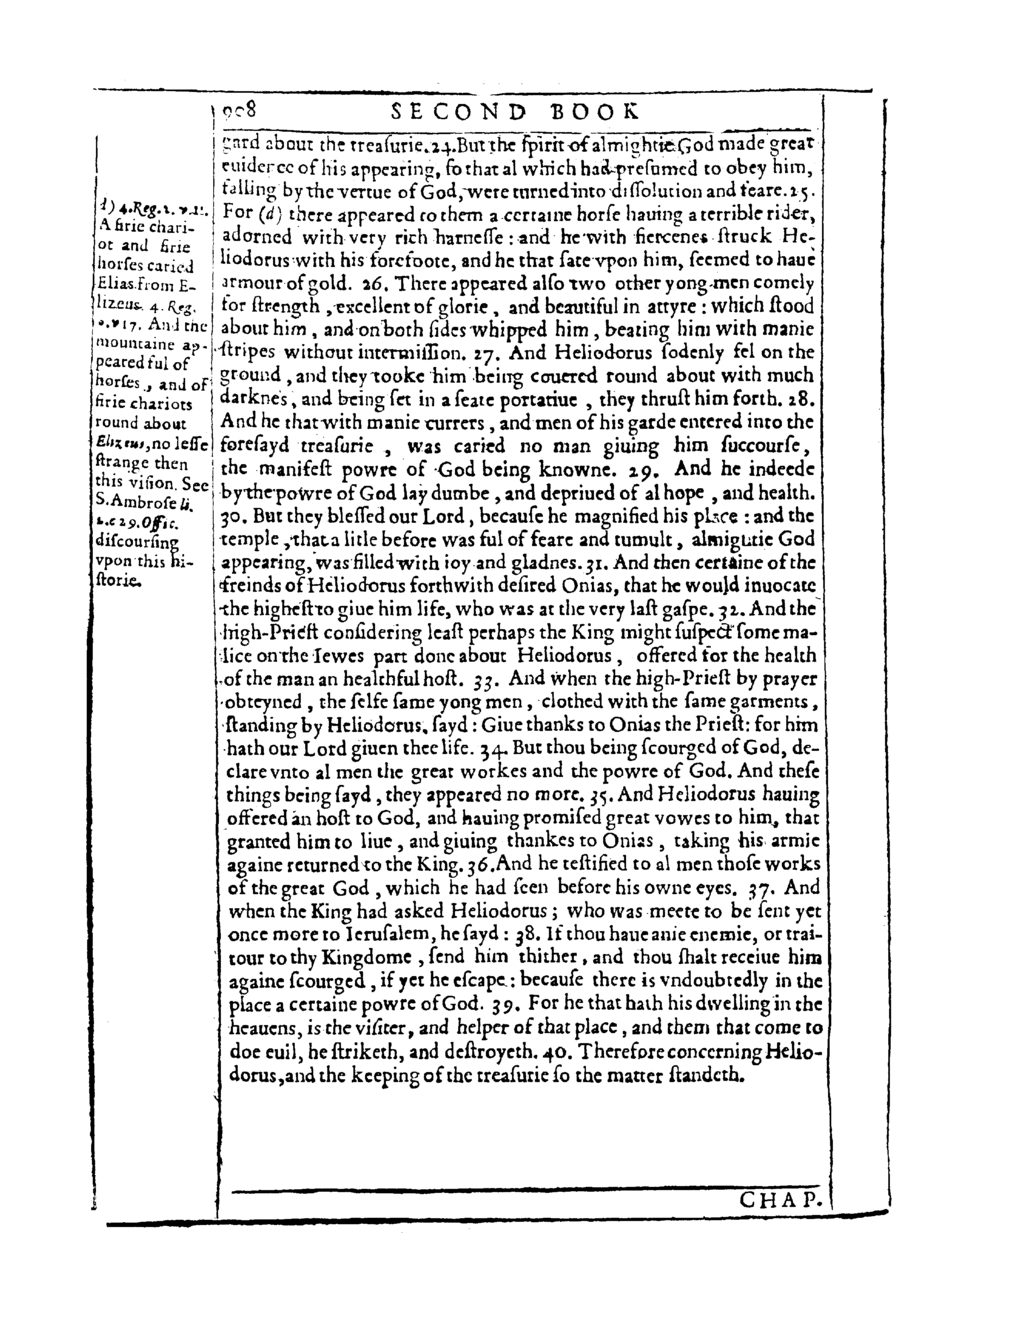 908 SECOND BOOK
gard about the treasurie. 24. But the ſpirit of almightie God made great
euidence of his appearing, ſo that al which had preſumed to obey him,
falling by the vertue of God, were turned into diſſolution and feare. 25.
For (d) there appeared to them a certaine horſe hauing a terrible rider,
adorned with very rich harneſſe : and he with fiercenes ſtruck He-
liodorus with his forefoote, and he that ſate vpon him, ſeemed to haue
armour of gold. 26. There appeared alſo two other yong men comely
for ſtrength, excellent of glorie, and beautiful in attyre : which ſtood
about him, and on both ſides whipped him, beating him with manie
ſtripes without intermiſſion. 27. And Heliodorus ſodenly fel on the
ground, and they tooke him being couered round about with much
darknes, and being ſet in a ſeate portatiue, they thruſt him forth. 28.
And he that with manie currers, and men of his garde entered into the
foreſayd treaſurie, was caried no man giuing him ſuccourſe,
the manifeſt powre of God being knowne. 29. And he indeede
by the powre of God lay dumbe, and depriued of al hope, and health.
30. But they bleſſed our Lord, becauſe he magnified his place : and the
temple, that a litle before was ful of feare and tumult, almightie God
appearing, was filled with ioy and gladnes. 31. And then certaine of the
freinds of Heliodorus forthwith deſired Onias, that he would inuocate
the higheſt to giue him life, who was at the very laſt gaſpe. 32. And the
high-Prieſt conſidering leaſt perhaps the King might ſuſpect ſome ma-
lice on the Iewes part done about Heliodorus, offered for the health
of the man an healthful hoſt. 33. And when the high-Prieſt by prayer
obteyned, the ſelfe ſame yong men, clothed with the ſame garments,
ſtanding by Heliodorus, ſayd : Giue thanks to Onias the Prieſt: for him
hath our Lord giuen thee life. 34. But thou being ſcourged of God, de-
clare vnto al men the great workes and the powre of God. And theſe
things being ſayd, they appeared no more. 35. And Heliodorus hauing
offered an hoſt to God, and hauing promiſed great vowes to him, that
granted him to liue, and giuing thankes to Onias, taking his armie
againe returned to the King. 36. And he teſtified to al men thoſe works
of the great God, which he had ſeen before his owne eyes. 37. And
when the King had asked Heliodorus ; who was meete to be ſent yet
once more to Ieruſalem, he ſayd : 38. If thou haue anie enemie, or trai-
tour to thy Kingdome, ſend him thither, and thou ſhalt receiue him
againe ſcourged, if yet he eſcape : becauſe there is vndoubtedly in the
place a certaine powre of God. 39. For he that hath his dwelling in the
heauens, is the viſiter, and helper of that place, and them that come to
doe euil, he ſtriketh, and deſtroyeth. 40. Therefore concerning Helio-
dorus, and the keeping of the treaſurie ſo the matter ſtandeth.
d) 4. Reg. 2. v. 11.
A firie chari-
ot and firie
horſes caried
Elias from E-
lizeus. 4. Reg.
6. v 17. And the
mountaine ap-
peared ful of
horſes, and of
firie chariots
round about
Elizeus, no leſſe
ſtrange then
this viſion. See
S. Ambroſe li.
c 29. Offic.
diſcourſing
vpon this hi-
ſtorie.
CHAP.